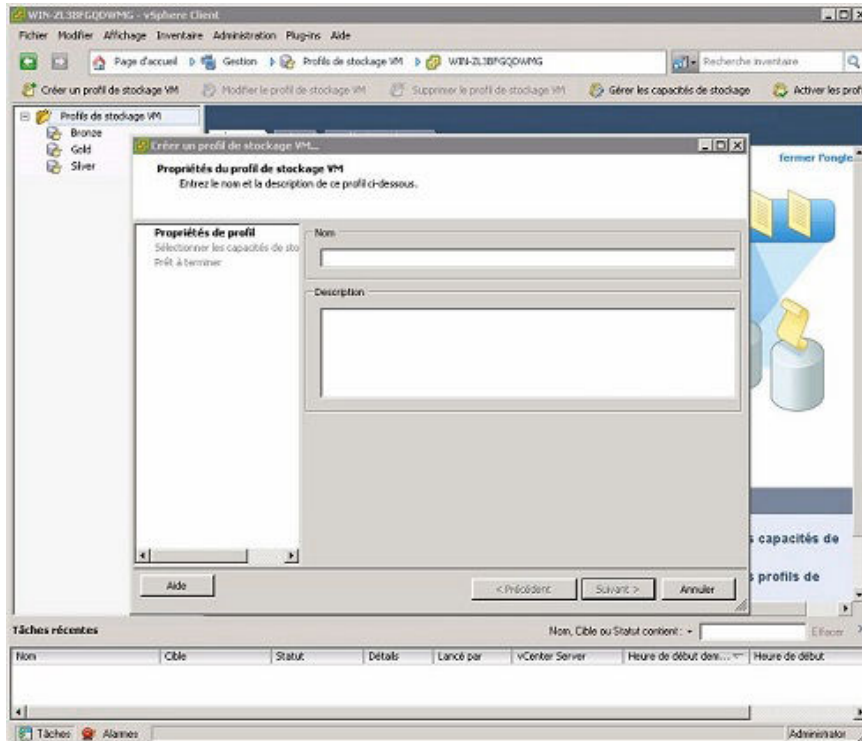 WIN-ZL38FGQDWMG - vSphere Client
Fichier Modifier Affichage Inventaire Administration Plug-ins Aide
Page d'accueil Gestion Profils de stockage VM WIN-ZL38FGQDWMG Recherche inventaire
Créer un profil de stockage VM Modifier le profil de stockage VM Supprimer le profil de stockage VM Gérer les capacités de stockage Activer les prof
Profils de stockage VM
Bronze
Gold
Silver
fermer l'ongle
Créer un profil de stockage VM...
Propriétés du profil de stockage VM
Entrez le nom et la description de ce profil ci-dessous.
Propriétés de profil
Sélectionner les capacités de sto
Prêt à terminer
Nom
Description
s capacités de
s profils de
Aide < Précédent Suivant > Annuler
Tâches récentes Nom, Cible ou Statut contient : Effacer
Nom Cible Statut Détails Lancé par vCenter Server Heure de début dem... Heure de début
Tâches Alarmes Administrator